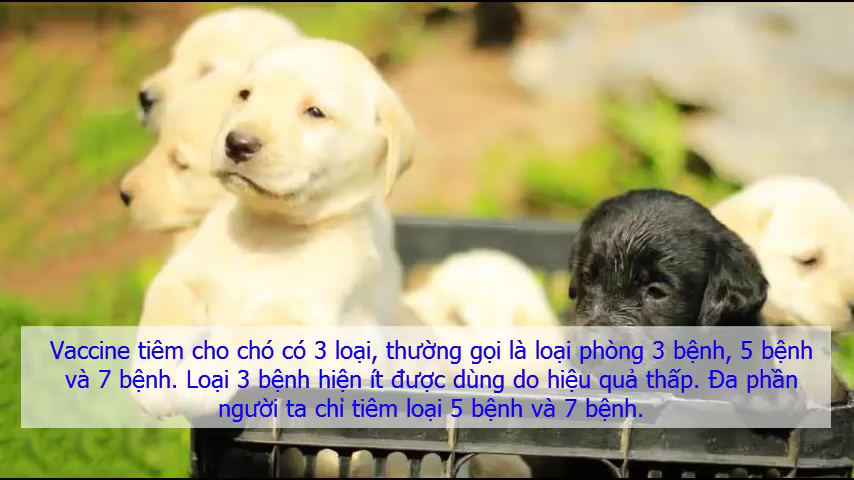 Vaccine tiêm cho chó có 3 loại, thường gọi là loại phòng 3 bệnh, 5 bệnh
và 7 bệnh. Loại 3 bệnh hiện ít được dùng do hiệu quả thấp. Đa phần
người ta chỉ tiêm loại 5 bệnh và 7 bệnh.